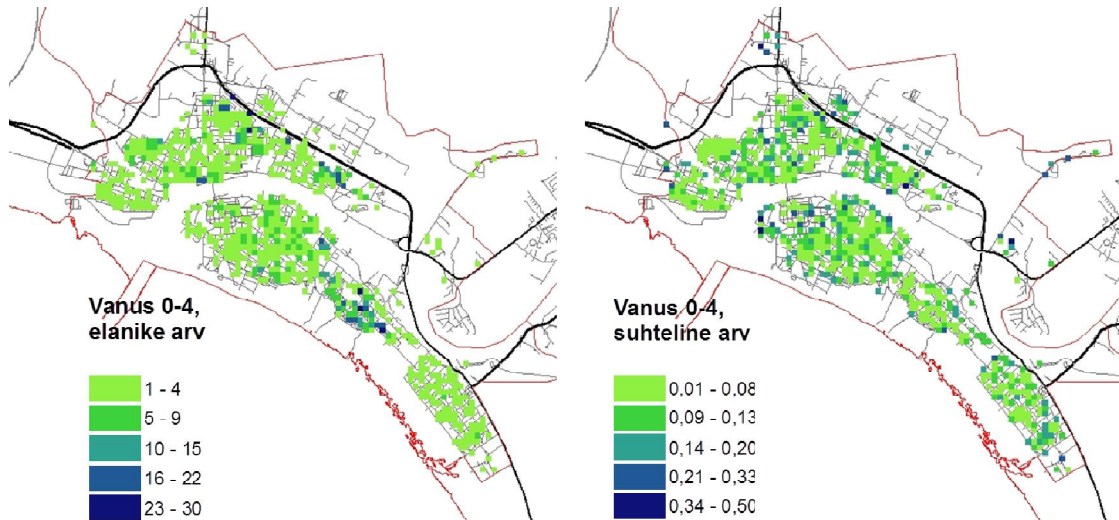 Vanus 0-4,
elanike arv
1 - 4
5 - 9
10 - 15
16 - 22
23 - 30
Vanus 0-4,
suhteline arv
0,01 - 0,08
0,09 - 0,13
0,14 - 0,20
0,21 - 0,33
0,34 - 0,50